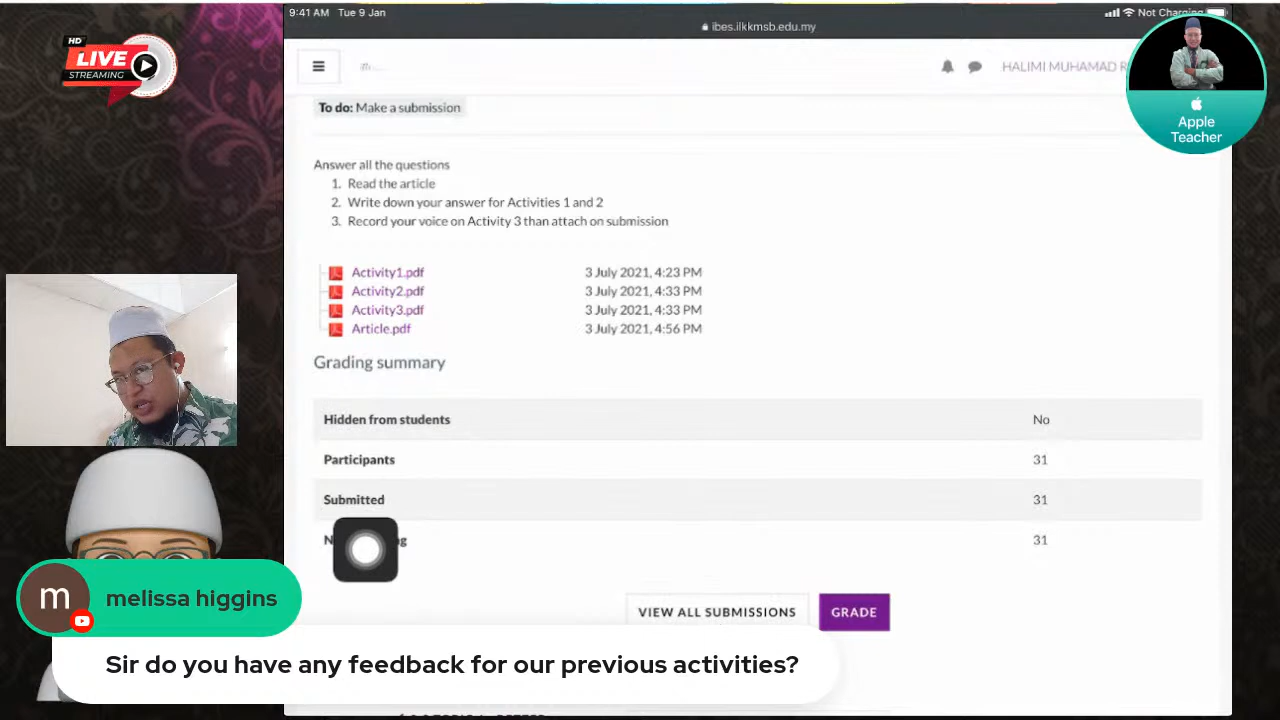 9:41 AM Tue 9 Jan
Not Charging
ibes.ilkkmsb.edu.my
HD
LIVE
STREAMING
HALIMI MUHAMAD R
Apple
Teacher
To do: Make a submission
Answer all the questions
1. Read the article
2. Write down your answer for Activities 1 and 2
3. Record your voice on Activity 3 than attach on submission
Activity1.pdf 3 July 2021, 4:23 PM
Activity2.pdf 3 July 2021, 4:33 PM
Activity3.pdf 3 July 2021, 4:33 PM
Article.pdf 3 July 2021, 4:56 PM
Grading summary
Hidden from students No
Participants 31
Submitted 31
31
VIEW ALL SUBMISSIONS GRADE
m melissa higgins
Sir do you have any feedback for our previous activities?